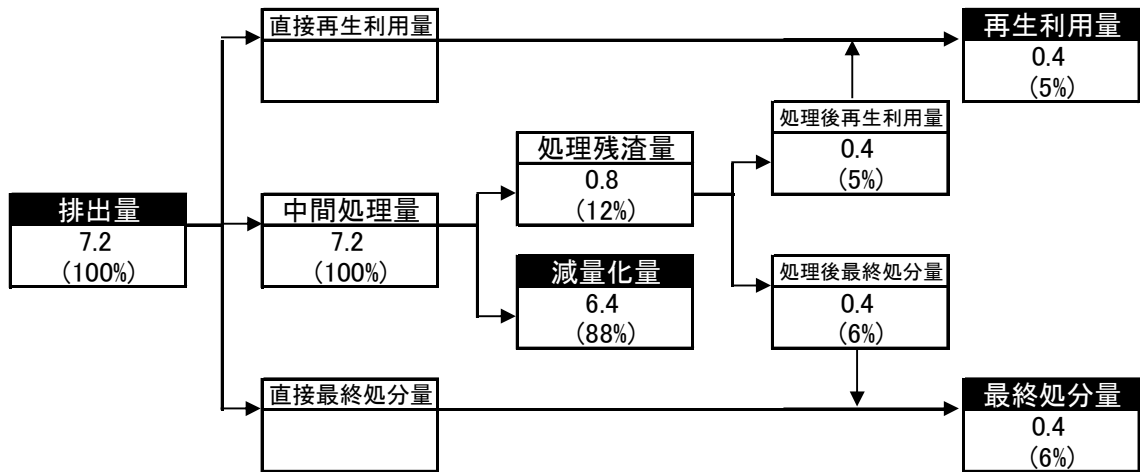 直接再生利用量
再生利用量
0.4
(5%)
処理後再生利用量
0.4
(5%)
処理残渣量
0.8
(12%)
排出量
7.2
(100%)
中間処理量
7.2
(100%)
減量化量
6.4
(88%)
処理後最終処分量
0.4
(6%)
直接最終処分量
最終処分量
0.4
(6%)